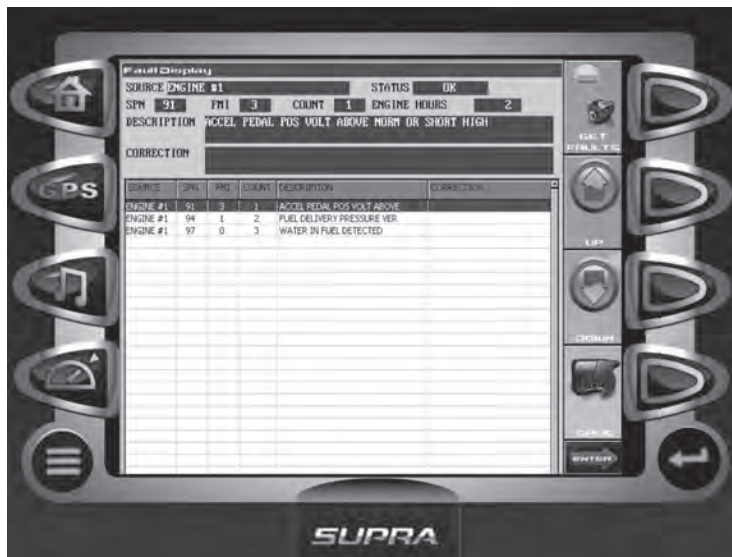 Fault Display
SOURCE ENGINE #1 STATUS OK
SPN 91 FMI 3 COUNT 1 ENGINE HOURS 2
DESCRIPTION ACCEL PEDAL POS VOLT ABOVE NORM OR SHORT HIGH
CORRECTION
SOURCE SPN FMI COUNT DESCRIPTION CORRECTION
ENGINE #1 91 3 1 ACCEL PEDAL POS VOLT ABOVE
ENGINE #1 94 1 2 FUEL DELIVERY PRESSURE VER
ENGINE #1 97 0 3 WATER IN FUEL DETECTED
GET
FAULTS
UP
DOWN
ENTER
GPS
SUPRA